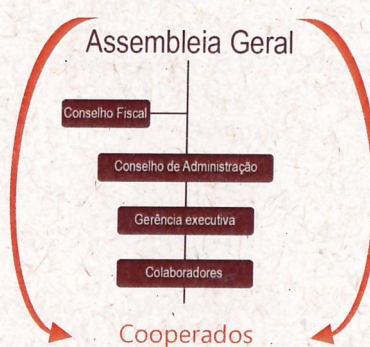 Assembleia Geral
Conselho Fiscal
Conselho de Administração
Gerência executiva
Colaboradores
Cooperados